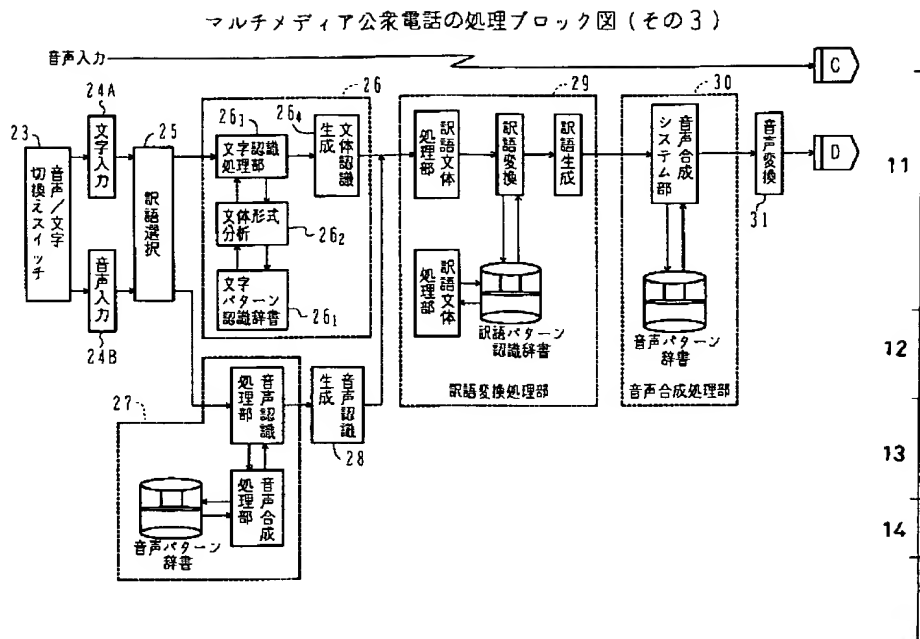 マルチメディア公衆電話の処理ブロック図(その3)
音声入力
C
23
音声/文字
切換えスイッチ
24A
文字入力
音声入力
24B
25
訳語選択
26
26₃
文字認識
処理部
26₄
文体認識
生成
文体形式
分析
26₂
文字
パターン
認識辞書
26₁
27
音声認識
処理部
音声合成
処理部
音声パターン
辞書
音声認識
生成
28
29
訳語文体
処理部
訳語変換
訳語生成
訳語文体
処理部
訳語パターン
認識辞書
訳語変換処理部
30
音声合成
システム部
音声パターン
辞書
音声合成処理部
音声変換
31
D
11
12
13
14